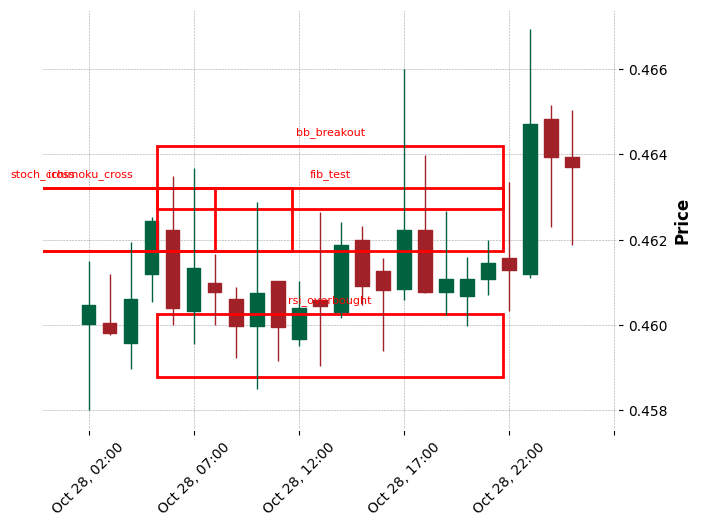 0.466
bb_breakout
0.464
stoch_cross
ichimoku_cross
fib_test
Price
0.462
rsi_overbought
0.460
0.458
Oct 28, 02:00
Oct 28, 07:00
Oct 28, 12:00
Oct 28, 17:00
Oct 28, 22:00